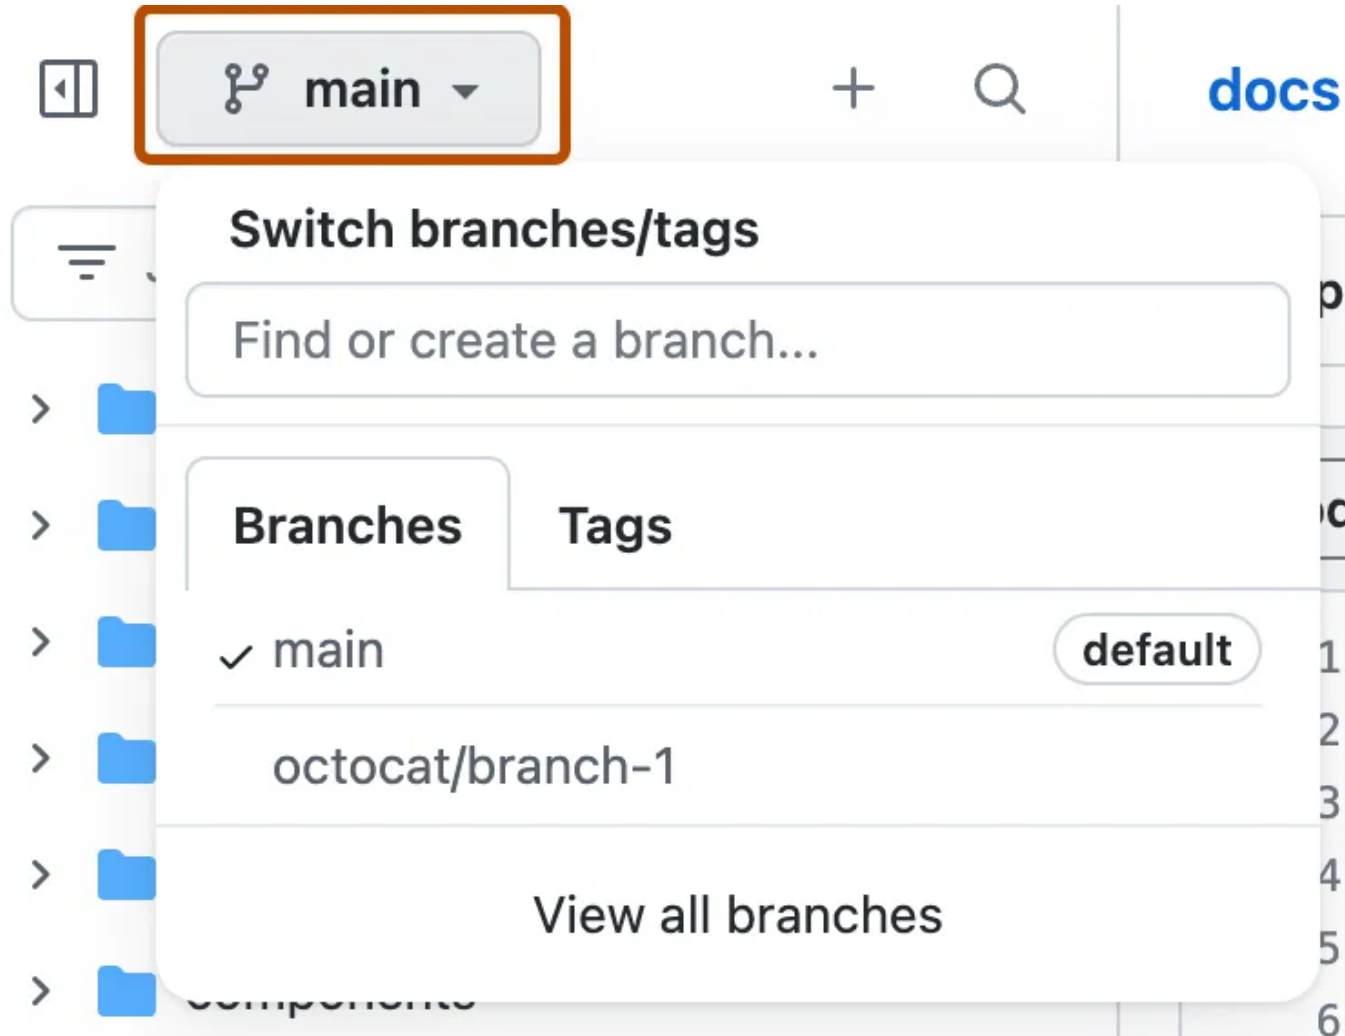 main
docs
Switch branches/tags
Find or create a branch...
Branches Tags
main default
octocat/branch-1
View all branches
components
1
2
3
4
5
6